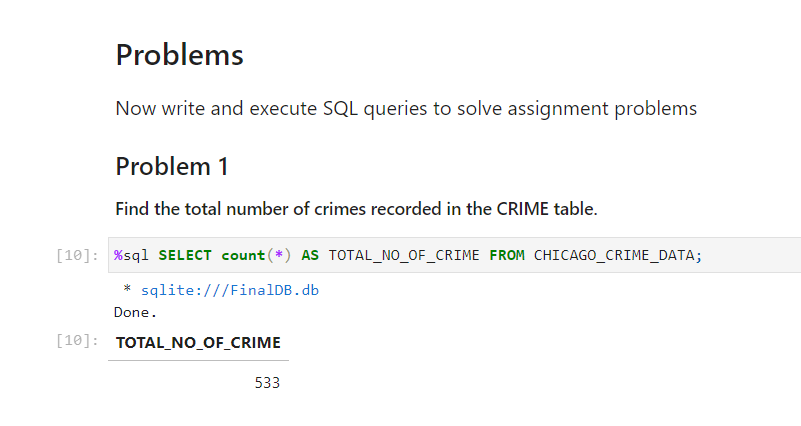 Problems
Now write and execute SQL queries to solve assignment problems
Problem 1
Find the total number of crimes recorded in the CRIME table.
[10]: %sql SELECT count(*) AS TOTAL_NO_OF_CRIME FROM CHICAGO_CRIME_DATA;
* sqlite:///FinalDB.db
Done.
[10]: TOTAL_NO_OF_CRIME
533